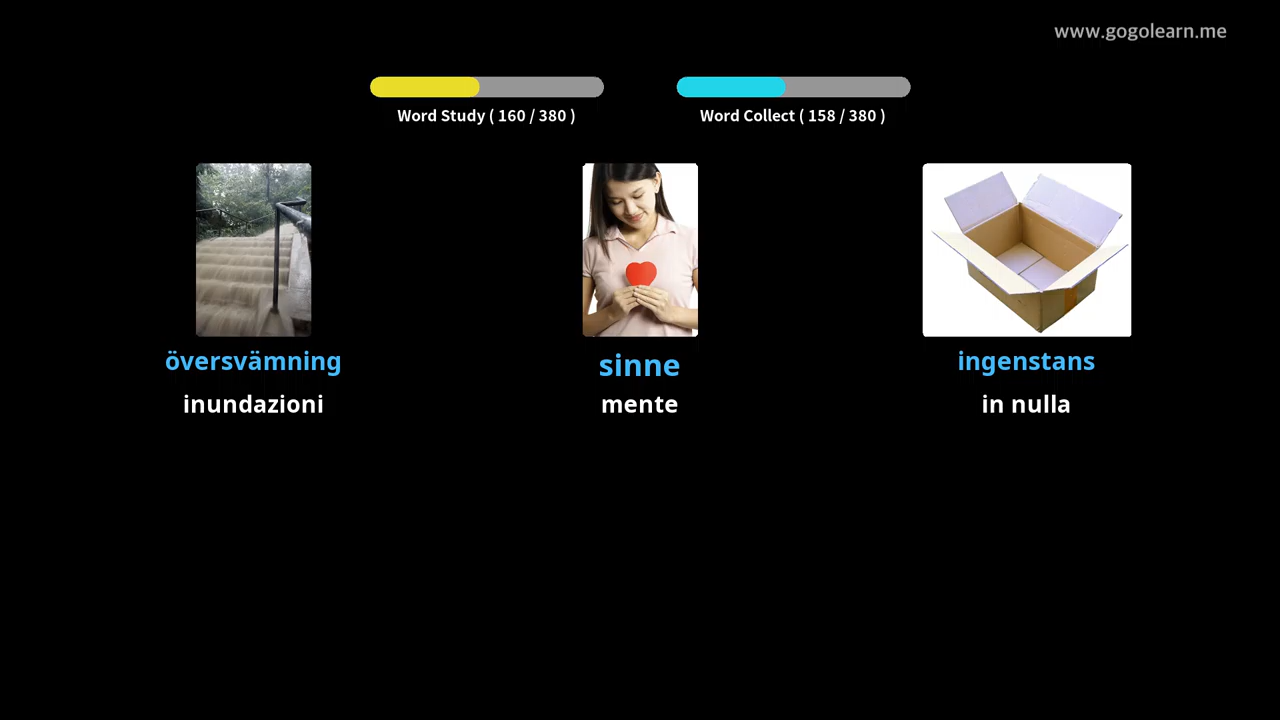 www.gogolearn.me
Word Study ( 160 / 380 )
Word Collect ( 158 / 380 )
översvämning
sinne
ingenstans
inundazioni
mente
in nulla